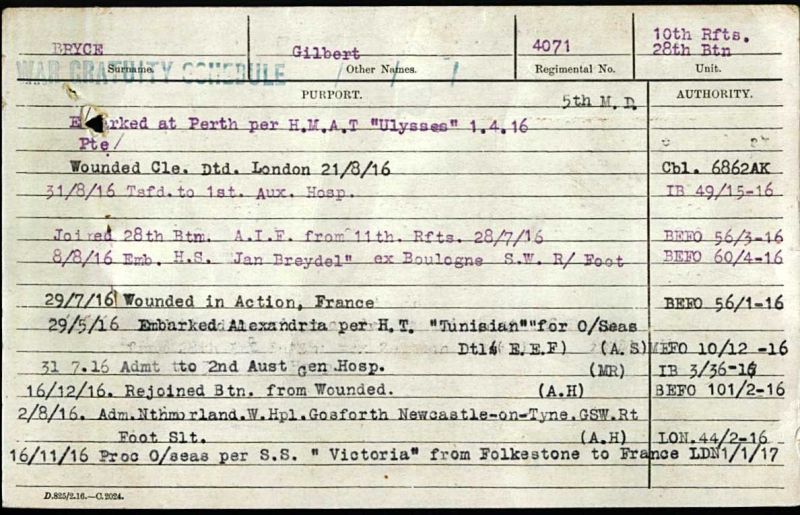 BRYCE Gilbert 4071 10th Rfts. 28th Btn
Surname. Other Names. Regimental No. Unit.
WAR GRATUITY SCHEDULE / / /
PURPORT. AUTHORITY.
5th M.D.
Em rked at Perth per H.M.A.T "Ulysses" 1.4.16
Pte/
Wounded Cle. Dtd. London 21/8/16 Cbl. 6862AK
31/8/16 Tsfd.to 1st. Aux. Hosp. IB 49/15-16
Joired 28th Btn. A.I.F. from 11th. Rfts. 28/7/16 BEFO 56/3-16
8/8/16 Emb. H.S. "Jan Breydel" ex Boulogne S.W. R/ Foot BEFO 60/4-16
29/7/16 Wounded in Action, France BEFO 56/1-16
29/5/16 Embarked Alexandria per H.T. "Tunisian""for O/Seas
Dtls E.E.F) (A.S) MEFO 10/12 -16
31 7.16 Admt tto 2nd Aust gen.Hosp. (MR) IB 3/36-16
16/12/16. Rejoined Btn. from Wounded. (A.H) BEFO 101/2-16
2/8/16. Adm.Nthmorland.W.Hpl.Gosforth Newcastle-on-Tyne.GSW.Rt
Foot Slt. (A.H) LON.44/2-16
16/11/16 Proc O/seas per S.S. " Victoria" from Folkestone to France LDN1/1/17
D.825/2.16.—C.2024.